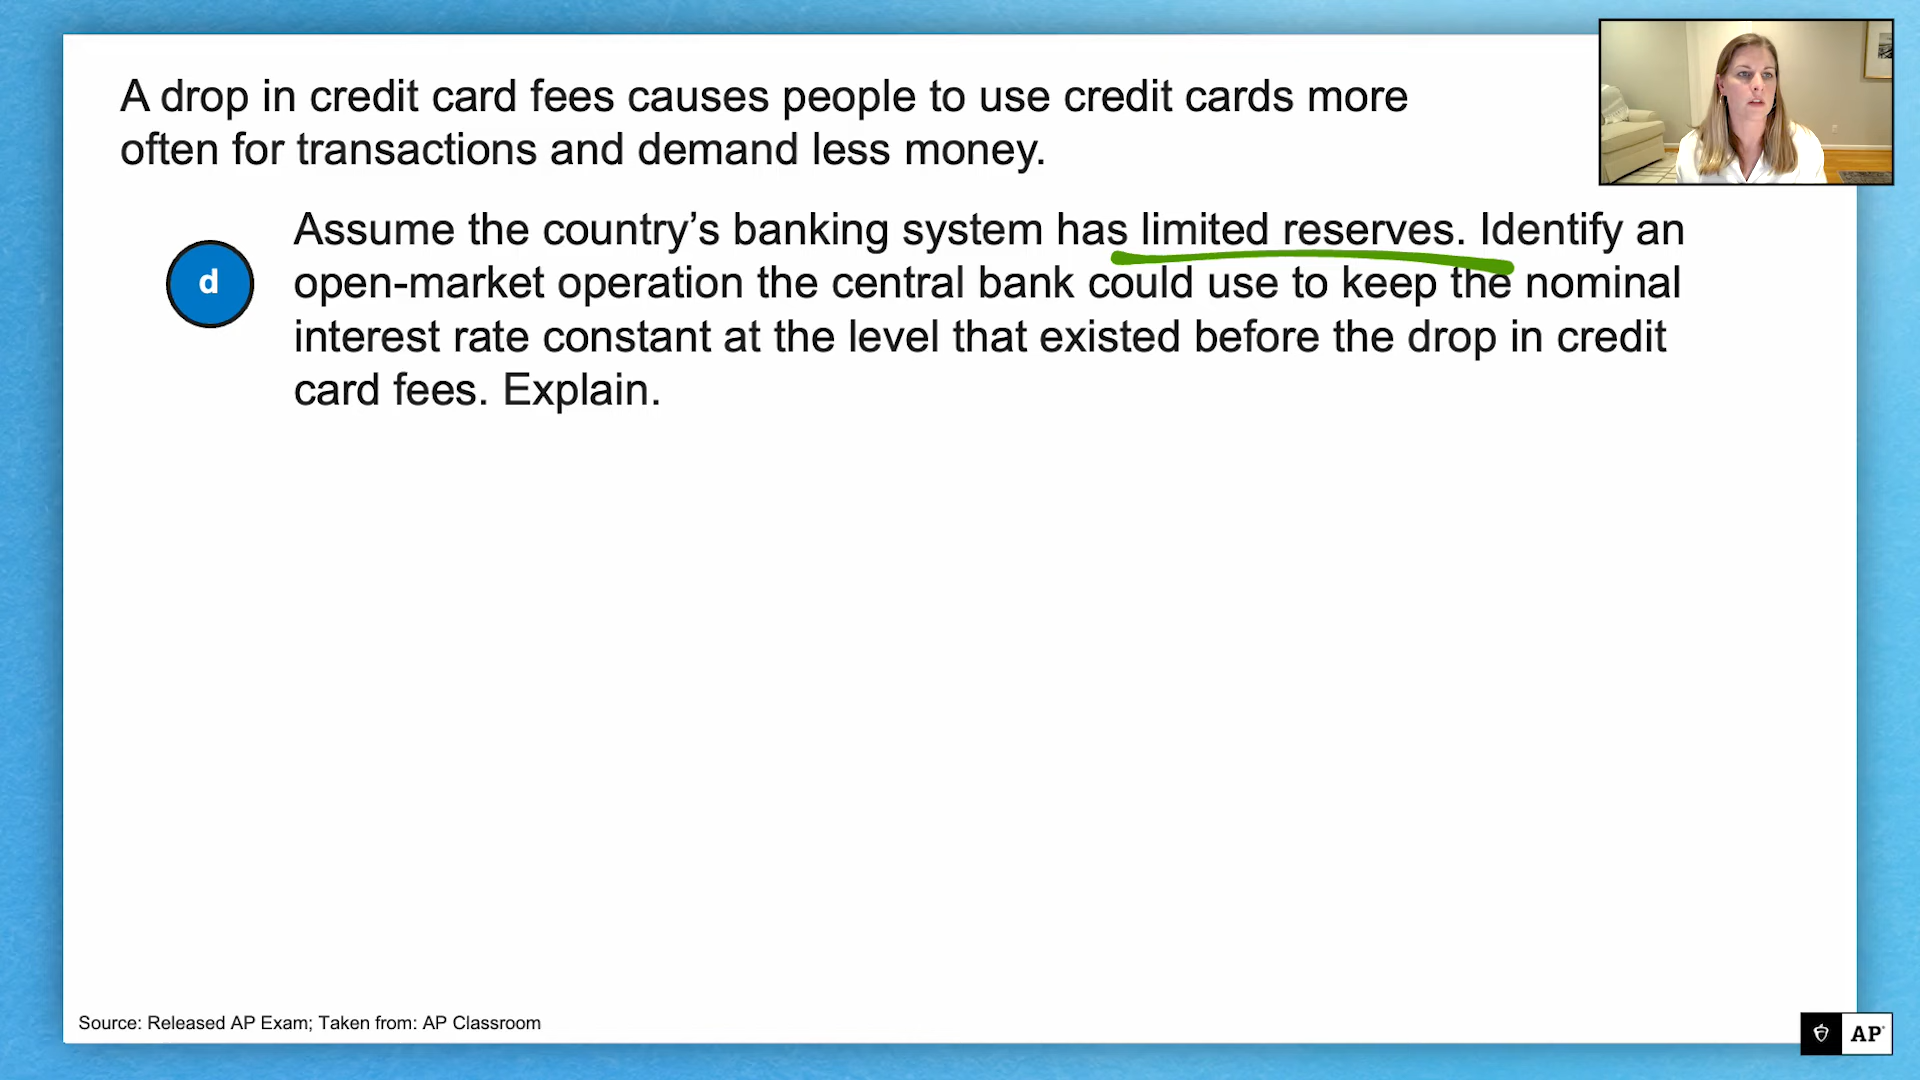 A drop in credit card fees causes people to use credit cards more
often for transactions and demand less money.
d
Assume the country’s banking system has limited reserves. Identify an
open-market operation the central bank could use to keep the nominal
interest rate constant at the level that existed before the drop in credit
card fees. Explain.
Source: Released AP Exam; Taken from: AP Classroom
AP®